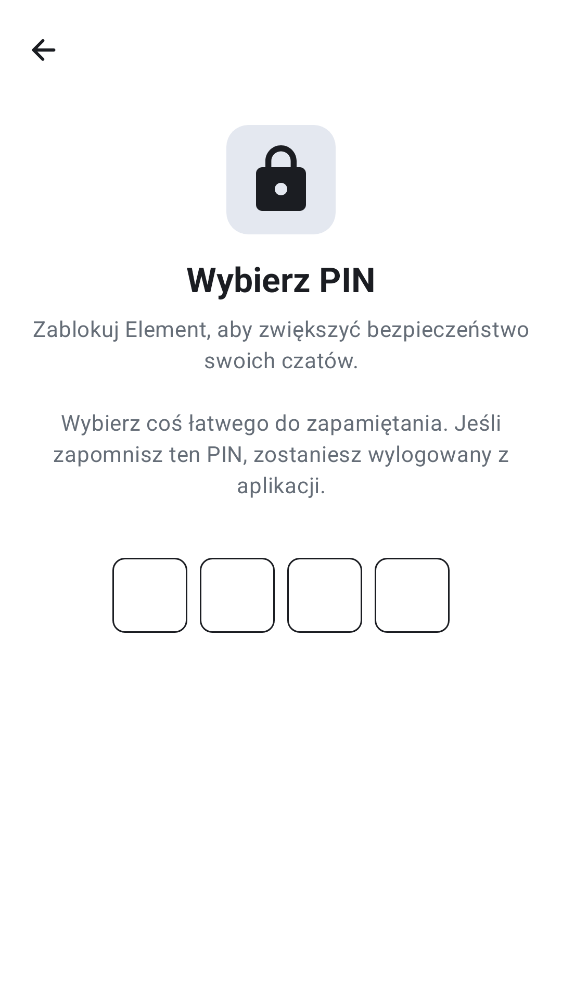 Wybierz PIN
Zablokuj Element, aby zwiększyć bezpieczeństwo
swoich czatów.
Wybierz coś łatwego do zapamiętania. Jeśli
zapomnisz ten PIN, zostaniesz wylogowany z
aplikacji.